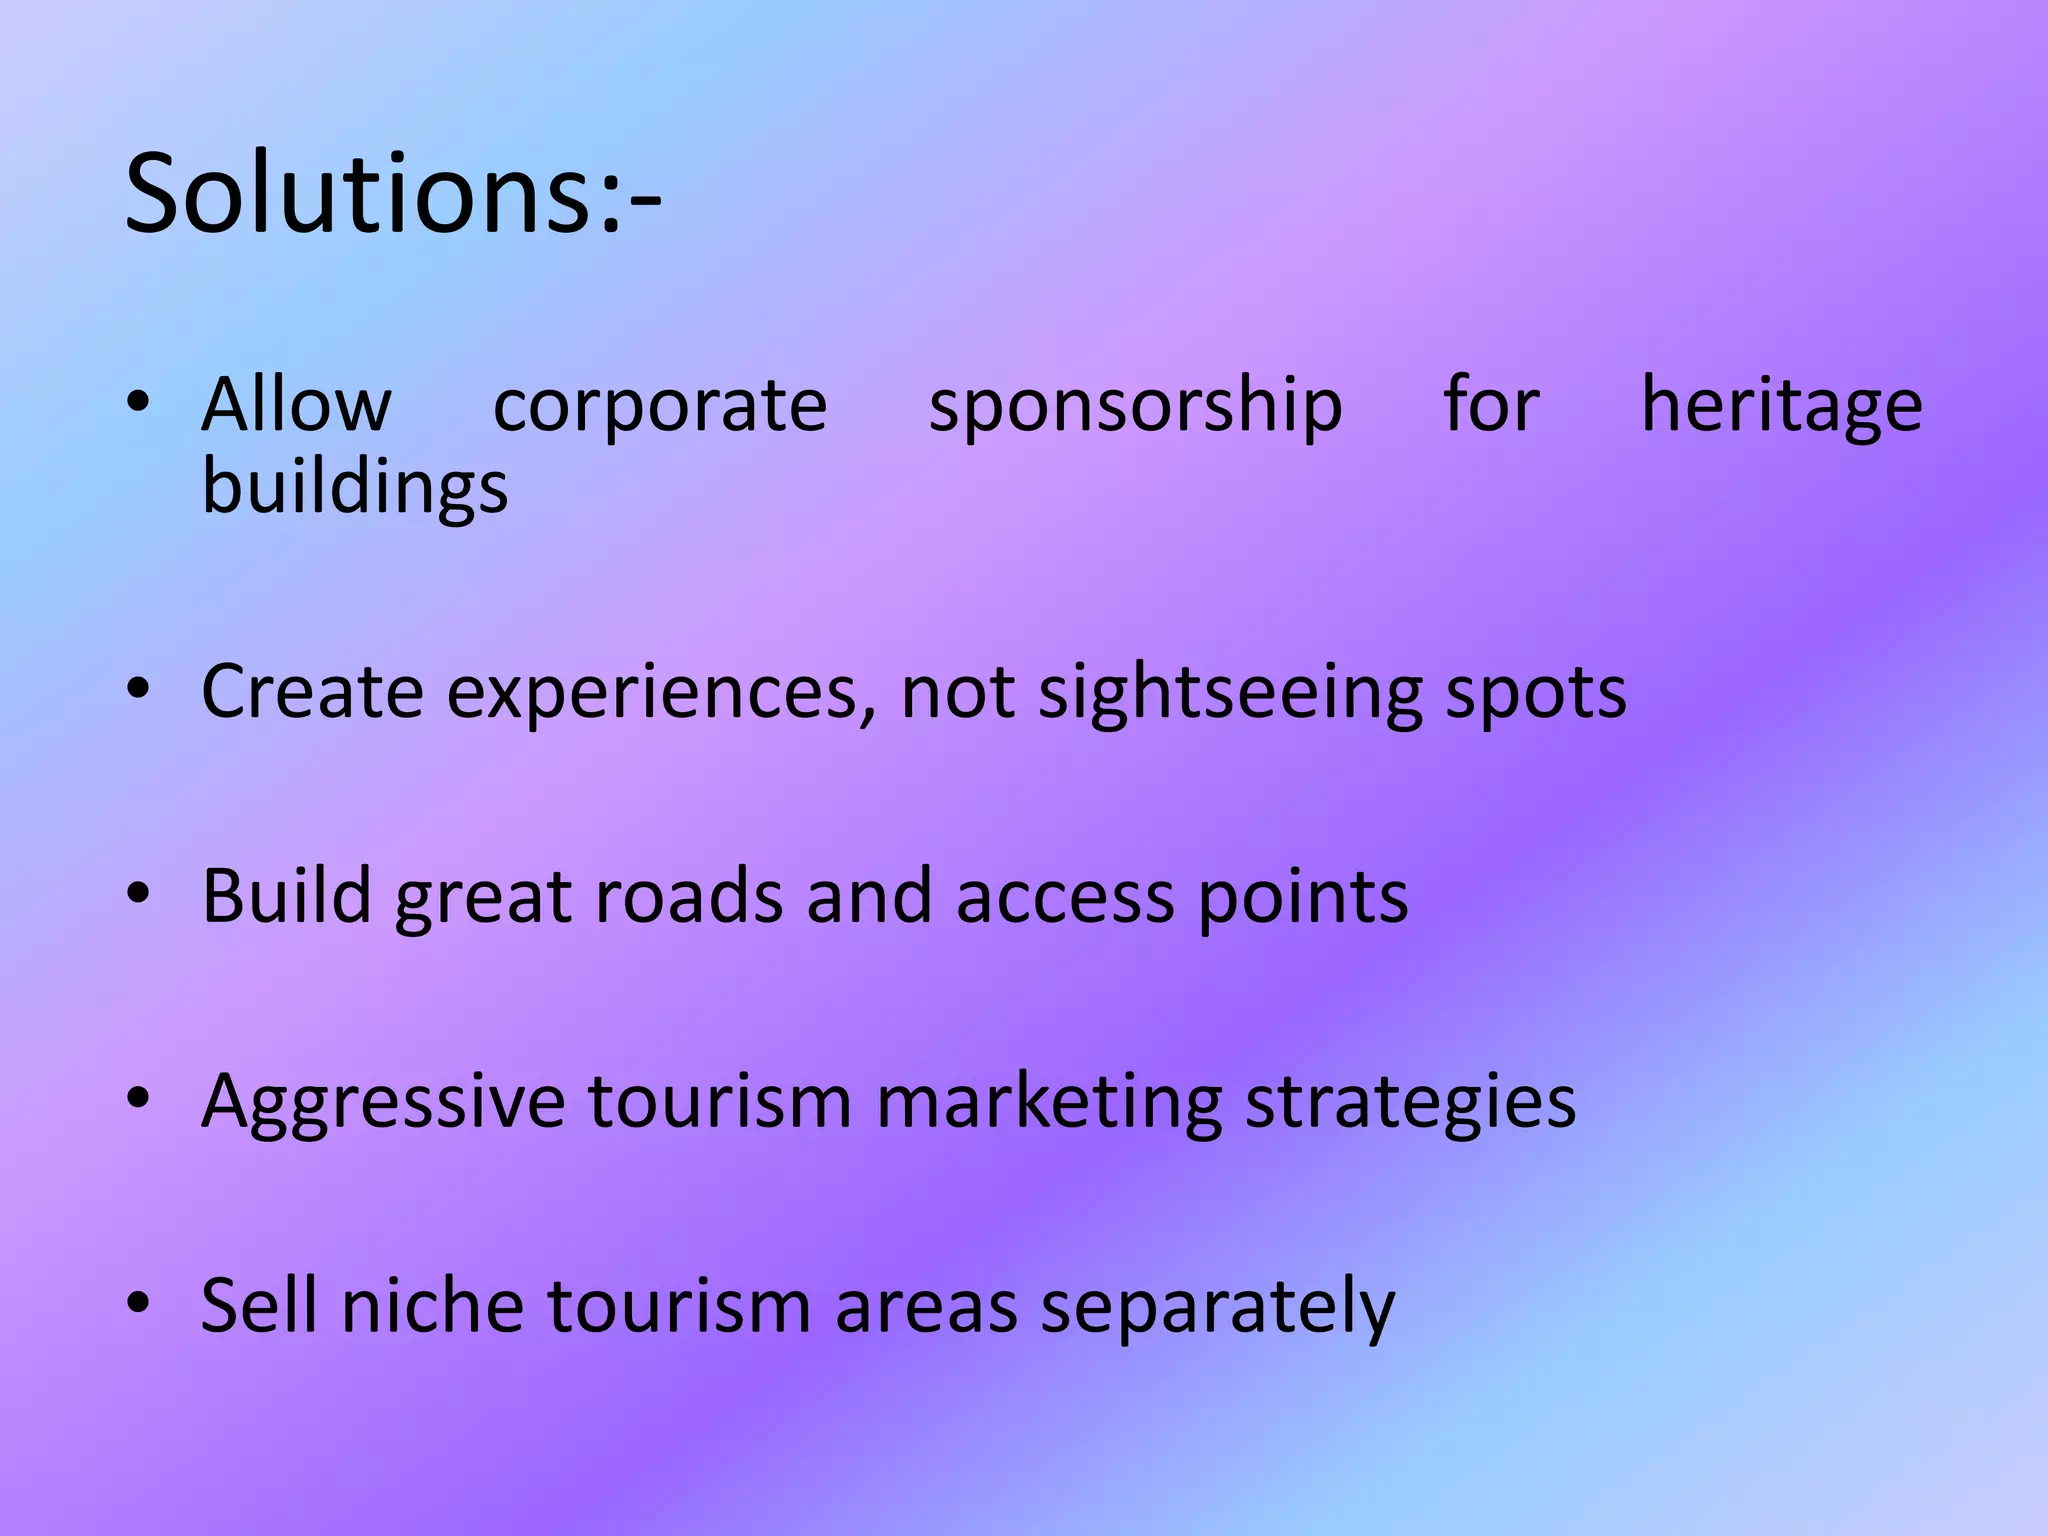 Solutions:-
• Allow corporate sponsorship for heritage
buildings
• Create experiences, not sightseeing spots
• Build great roads and access points
• Aggressive tourism marketing strategies
• Sell niche tourism areas separately